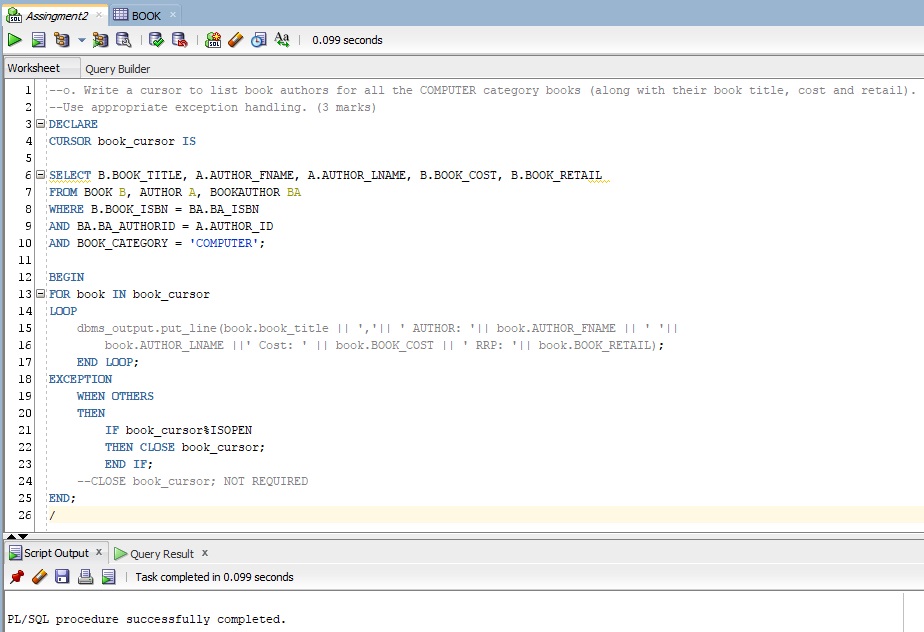 Assingment2 × BOOK ×
0.099 seconds
Worksheet Query Builder
1 --o. Write a cursor to list book authors for all the COMPUTER category books (along with their book title, cost and retail).
2 --Use appropriate exception handling. (3 marks)
3 DECLARE
4 CURSOR book_cursor IS
5
6 SELECT B.BOOK_TITLE, A.AUTHOR_FNAME, A.AUTHOR_LNAME, B.BOOK_COST, B.BOOK_RETAIL
7 FROM BOOK B, AUTHOR A, BOOKAUTHOR BA
8 WHERE B.BOOK_ISBN = BA.BA_ISBN
9 AND BA.BA_AUTHORID = A.AUTHOR_ID
10 AND BOOK_CATEGORY = 'COMPUTER';
11
12 BEGIN
13 FOR book IN book_cursor
14 LOOP
15 dbms_output.put_line(book.book_title || ','|| ' AUTHOR: '|| book.AUTHOR_FNAME || ' '||
16 book.AUTHOR_LNAME ||' Cost: ' || book.BOOK_COST || ' RRP: '|| book.BOOK_RETAIL);
17 END LOOP;
18 EXCEPTION
19 WHEN OTHERS
20 THEN
21 IF book_cursor%ISOPEN
22 THEN CLOSE book_cursor;
23 END IF;
24 --CLOSE book_cursor; NOT REQUIRED
25 END;
26 /
Script Output x Query Result x
Task completed in 0.099 seconds
PL/SQL procedure successfully completed.